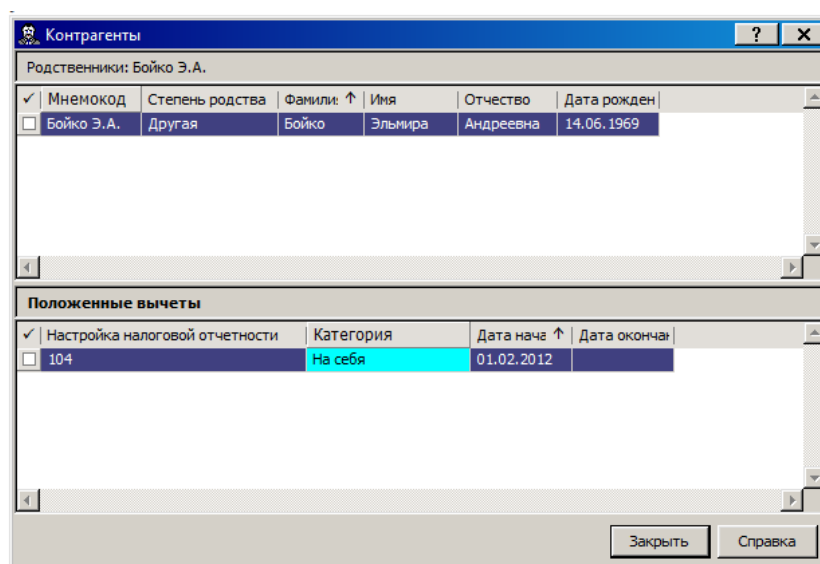 Контрагенты
Родственники: Бойко Э.А.
✓ Мнемокод Степень родства Фамили: ↑ Имя Отчество Дата рожден
Бойко Э.А. Другая Бойко Эльмира Андреевна 14.06.1969
Положенные вычеты
✓ Настройка налоговой отчетности Категория Дата нача ↑ Дата окончан
104 На себя 01.02.2012
Закрыть Справка